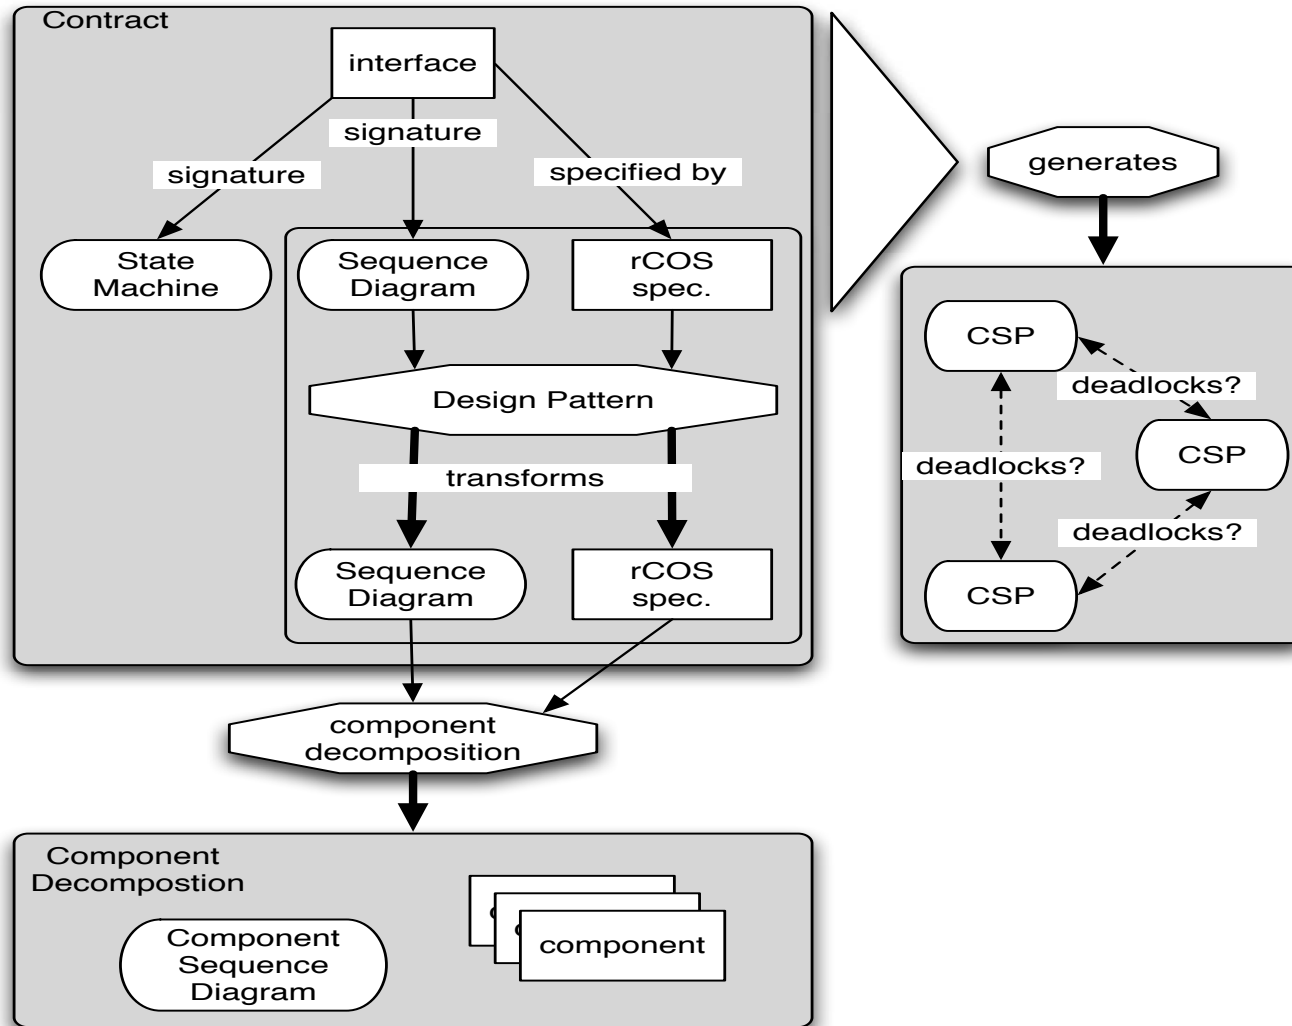 Contract
interface
signature
signature
specified by
generates
State
Machine
Sequence
Diagram
rCOS
spec.
Design Pattern
transforms
Sequence
Diagram
rCOS
spec.
CSP
deadlocks?
CSP
deadlocks?
deadlocks?
CSP
component
decomposition
Component
Decompostion
Component
Sequence
Diagram
component